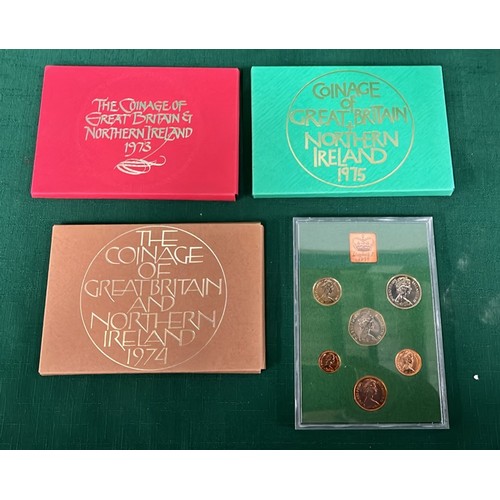 THE COINAGE OF
GREAT BRITAIN &
NORTHERN IRELAND
1973
COINAGE
OF
GREAT BRITAIN
NORTHERN
IRELAND
1975
THE
COINAGE
OF
GREAT BRITAIN
AND
NORTHERN
IRELAND
1974